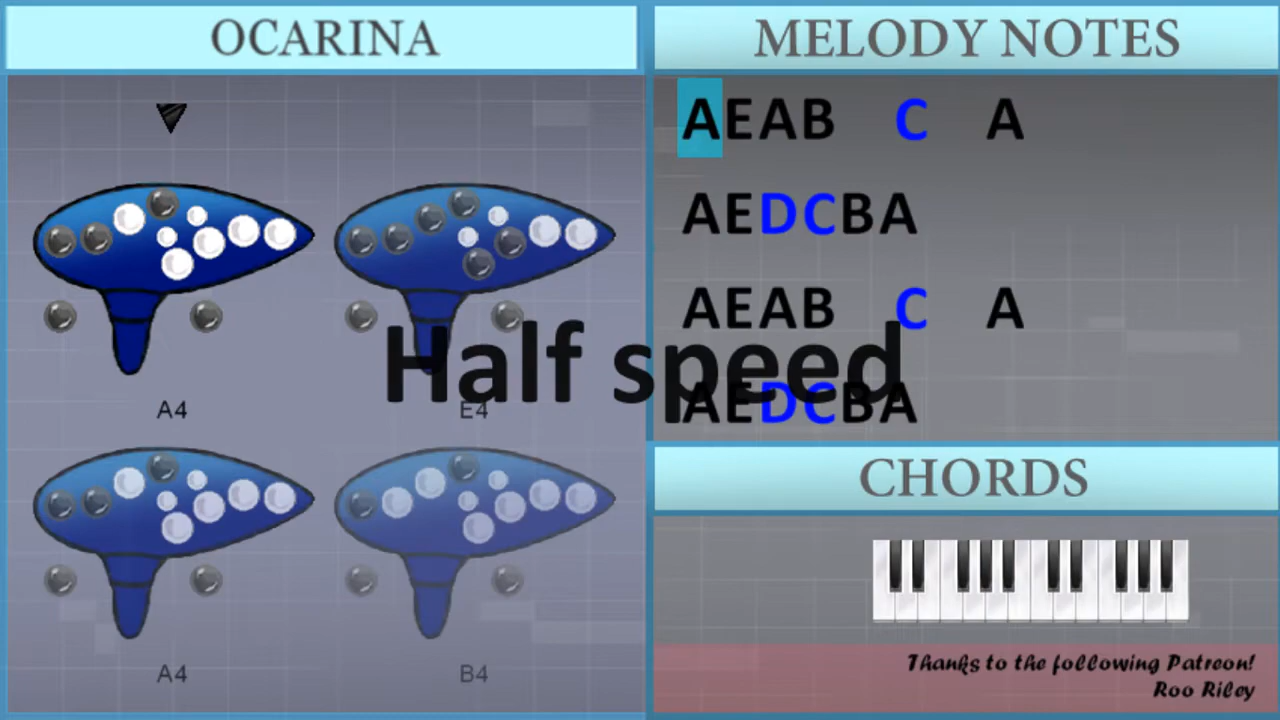 OCARINA
MELODY NOTES
AEAB C A
AEDCBA
AEAB C A
AEDCBA
Half speed
A4 E4
A4 B4
CHORDS
Thanks to the following Patreon!
Roo Riley